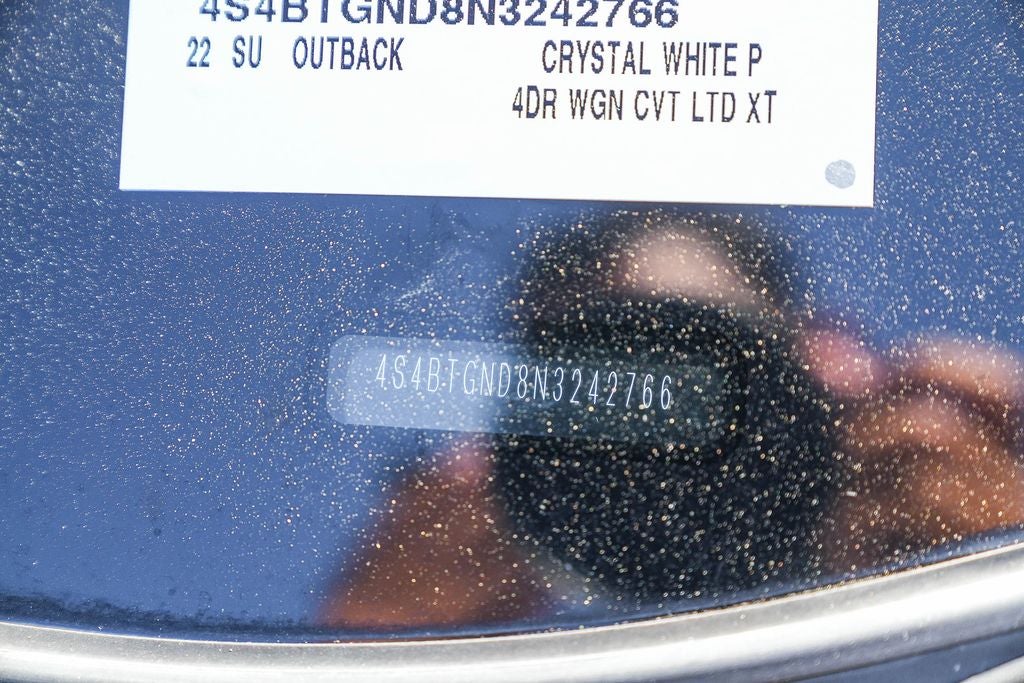 4S4BTGND8N3242766
22 SU OUTBACK CRYSTAL WHITE P
4DR WGN CVT LTD XT
4S4BTGND8N3242766